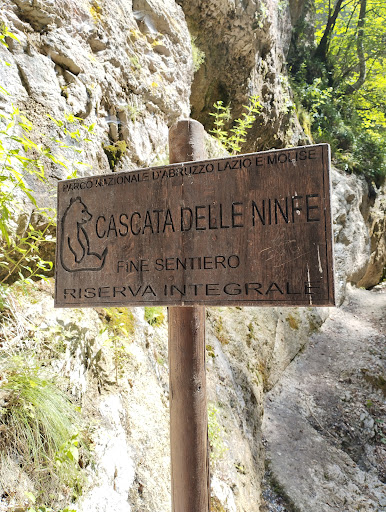 PARCO NAZIONALE D'ABRUZZO LAZIO E MOLISE
CASCATA DELLE NINFE
FINE SENTIERO
RISERVA INTEGRALE